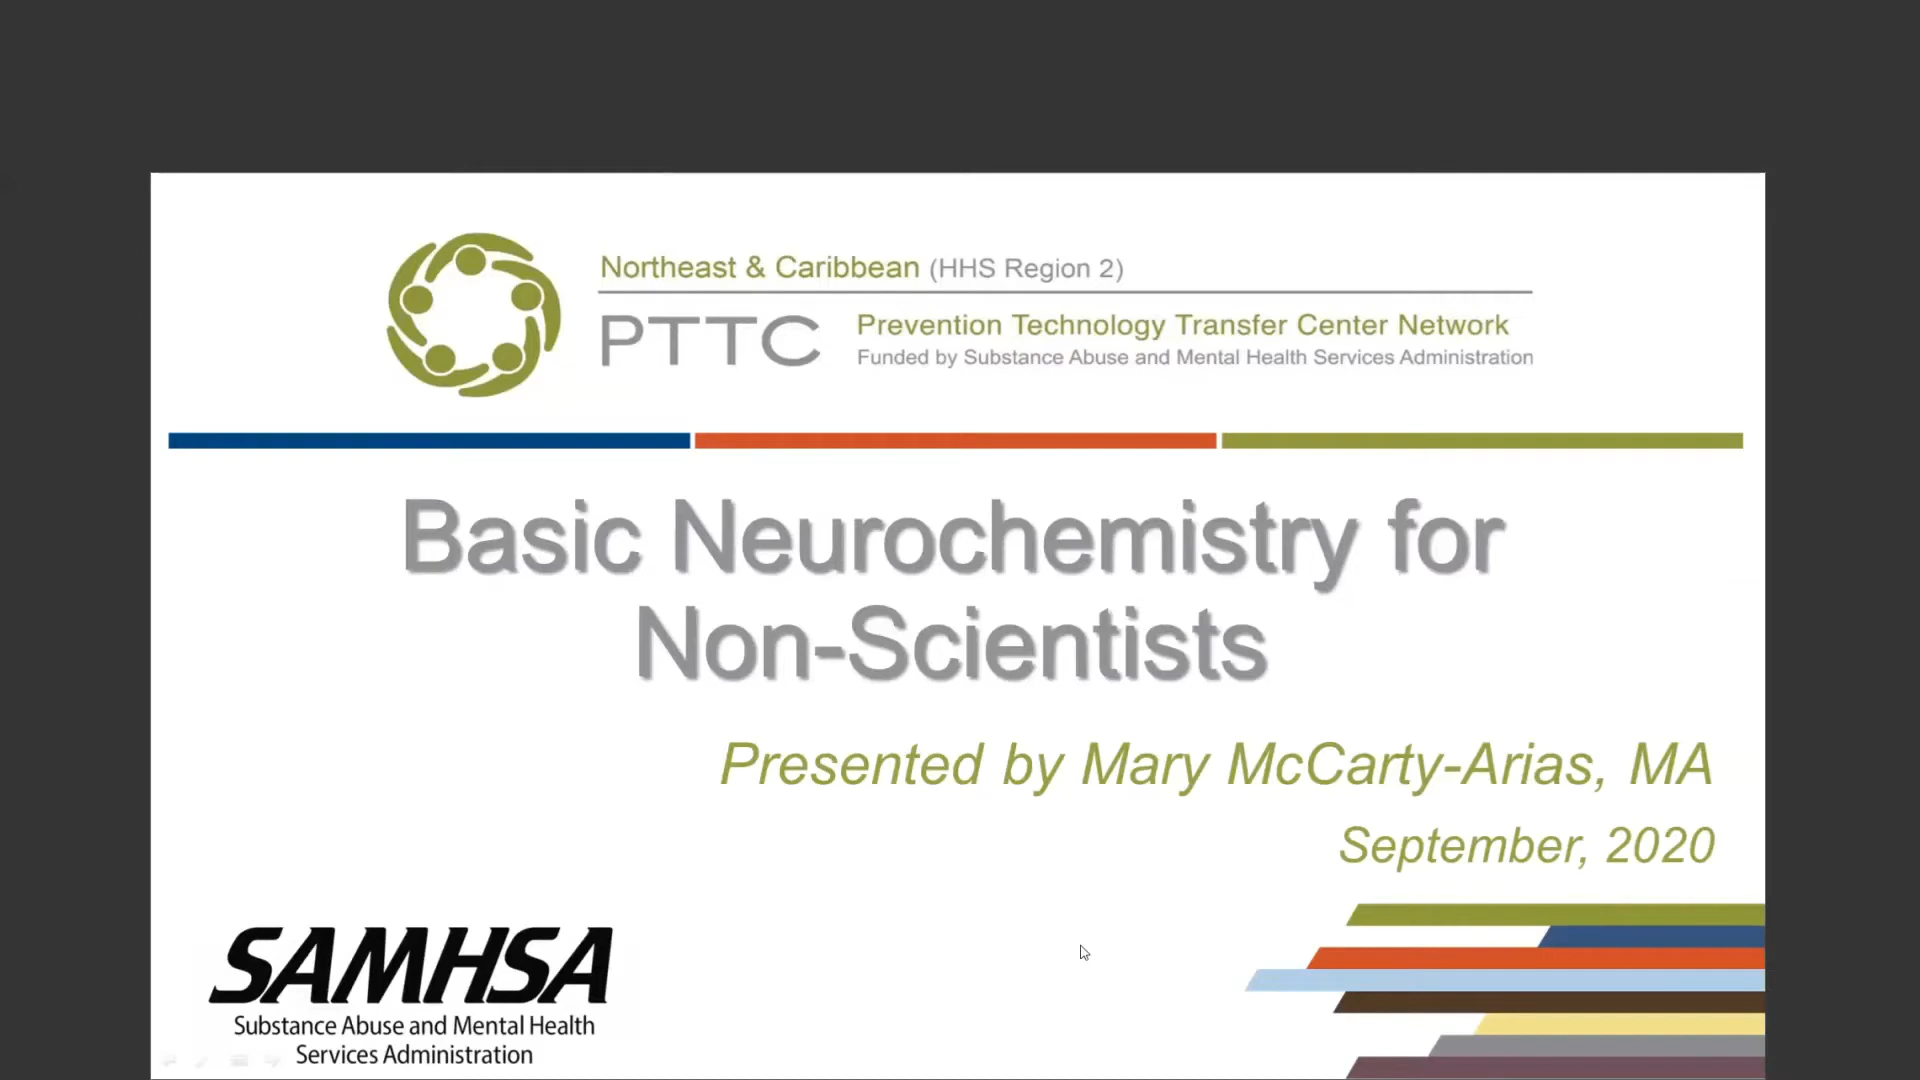 Northeast & Caribbean (HHS Region 2)
PTTC
Prevention Technology Transfer Center Network
Funded by Substance Abuse and Mental Health Services Administration
Basic Neurochemistry for
Non-Scientists
Presented by Mary McCarty-Arias, MA
September, 2020
SAMHSA
Substance Abuse and Mental Health
Services Administration